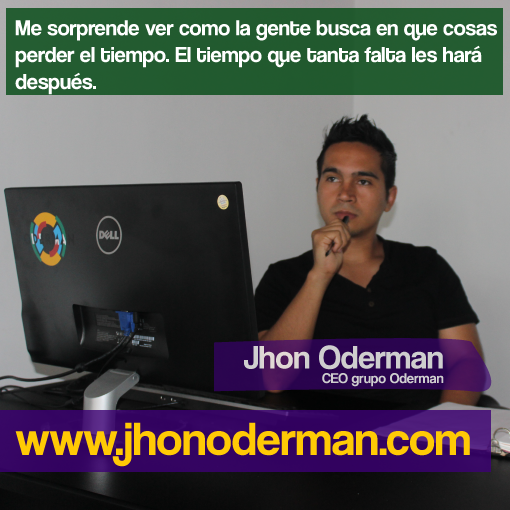 Me sorprende ver como la gente busca en que cosas
perder el tiempo. El tiempo que tanta falta les hará
después.
DELL
Jhon Oderman
CEO grupo Oderman
www.jhonoderman.com